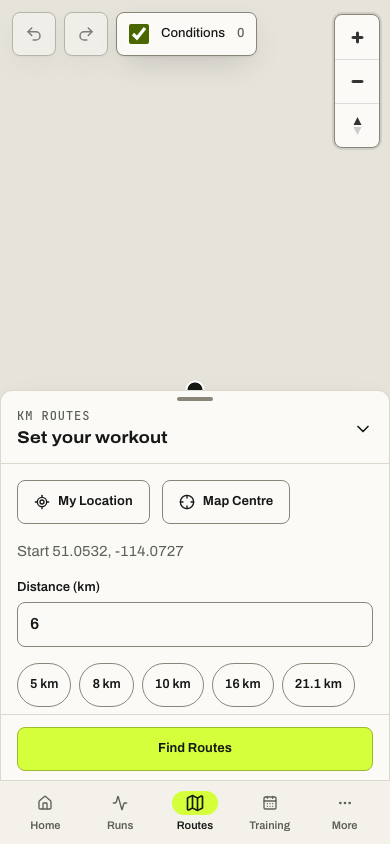 Conditions 0
KM ROUTES
Set your workout
My Location Map Centre
Start 51.0532, -114.0727
Distance (km)
6
5 km 8 km 10 km 16 km 21.1 km
Find Routes
Home Runs Routes Training More